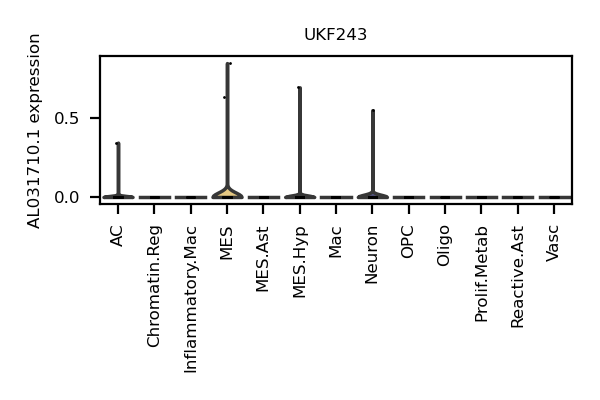 UKF243
AL031710.1 expression
0.5
0.0
AC
Chromatin.Reg
Inflammatory.Mac
MES
MES.Ast
MES.Hyp
Mac
Neuron
OPC
Oligo
Prolif.Metab
Reactive.Ast
Vasc